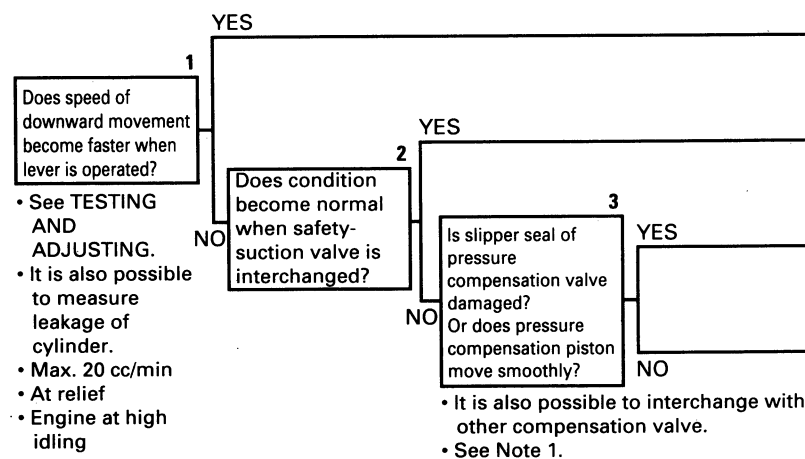 YES
1
Does speed of
downward movement
become faster when
lever is operated?
• See TESTING
AND
ADJUSTING.
• It is also possible
to measure
leakage of
cylinder.
• Max. 20 cc/min
• At relief
• Engine at high
idling
NO
YES
2
Does condition
become normal
when safety-
suction valve is
interchanged?
NO
YES
3
Is slipper seal of
pressure
compensation valve
damaged?
Or does pressure
compensation piston
move smoothly?
NO
• It is also possible to interchange with
other compensation valve.
• See Note 1.